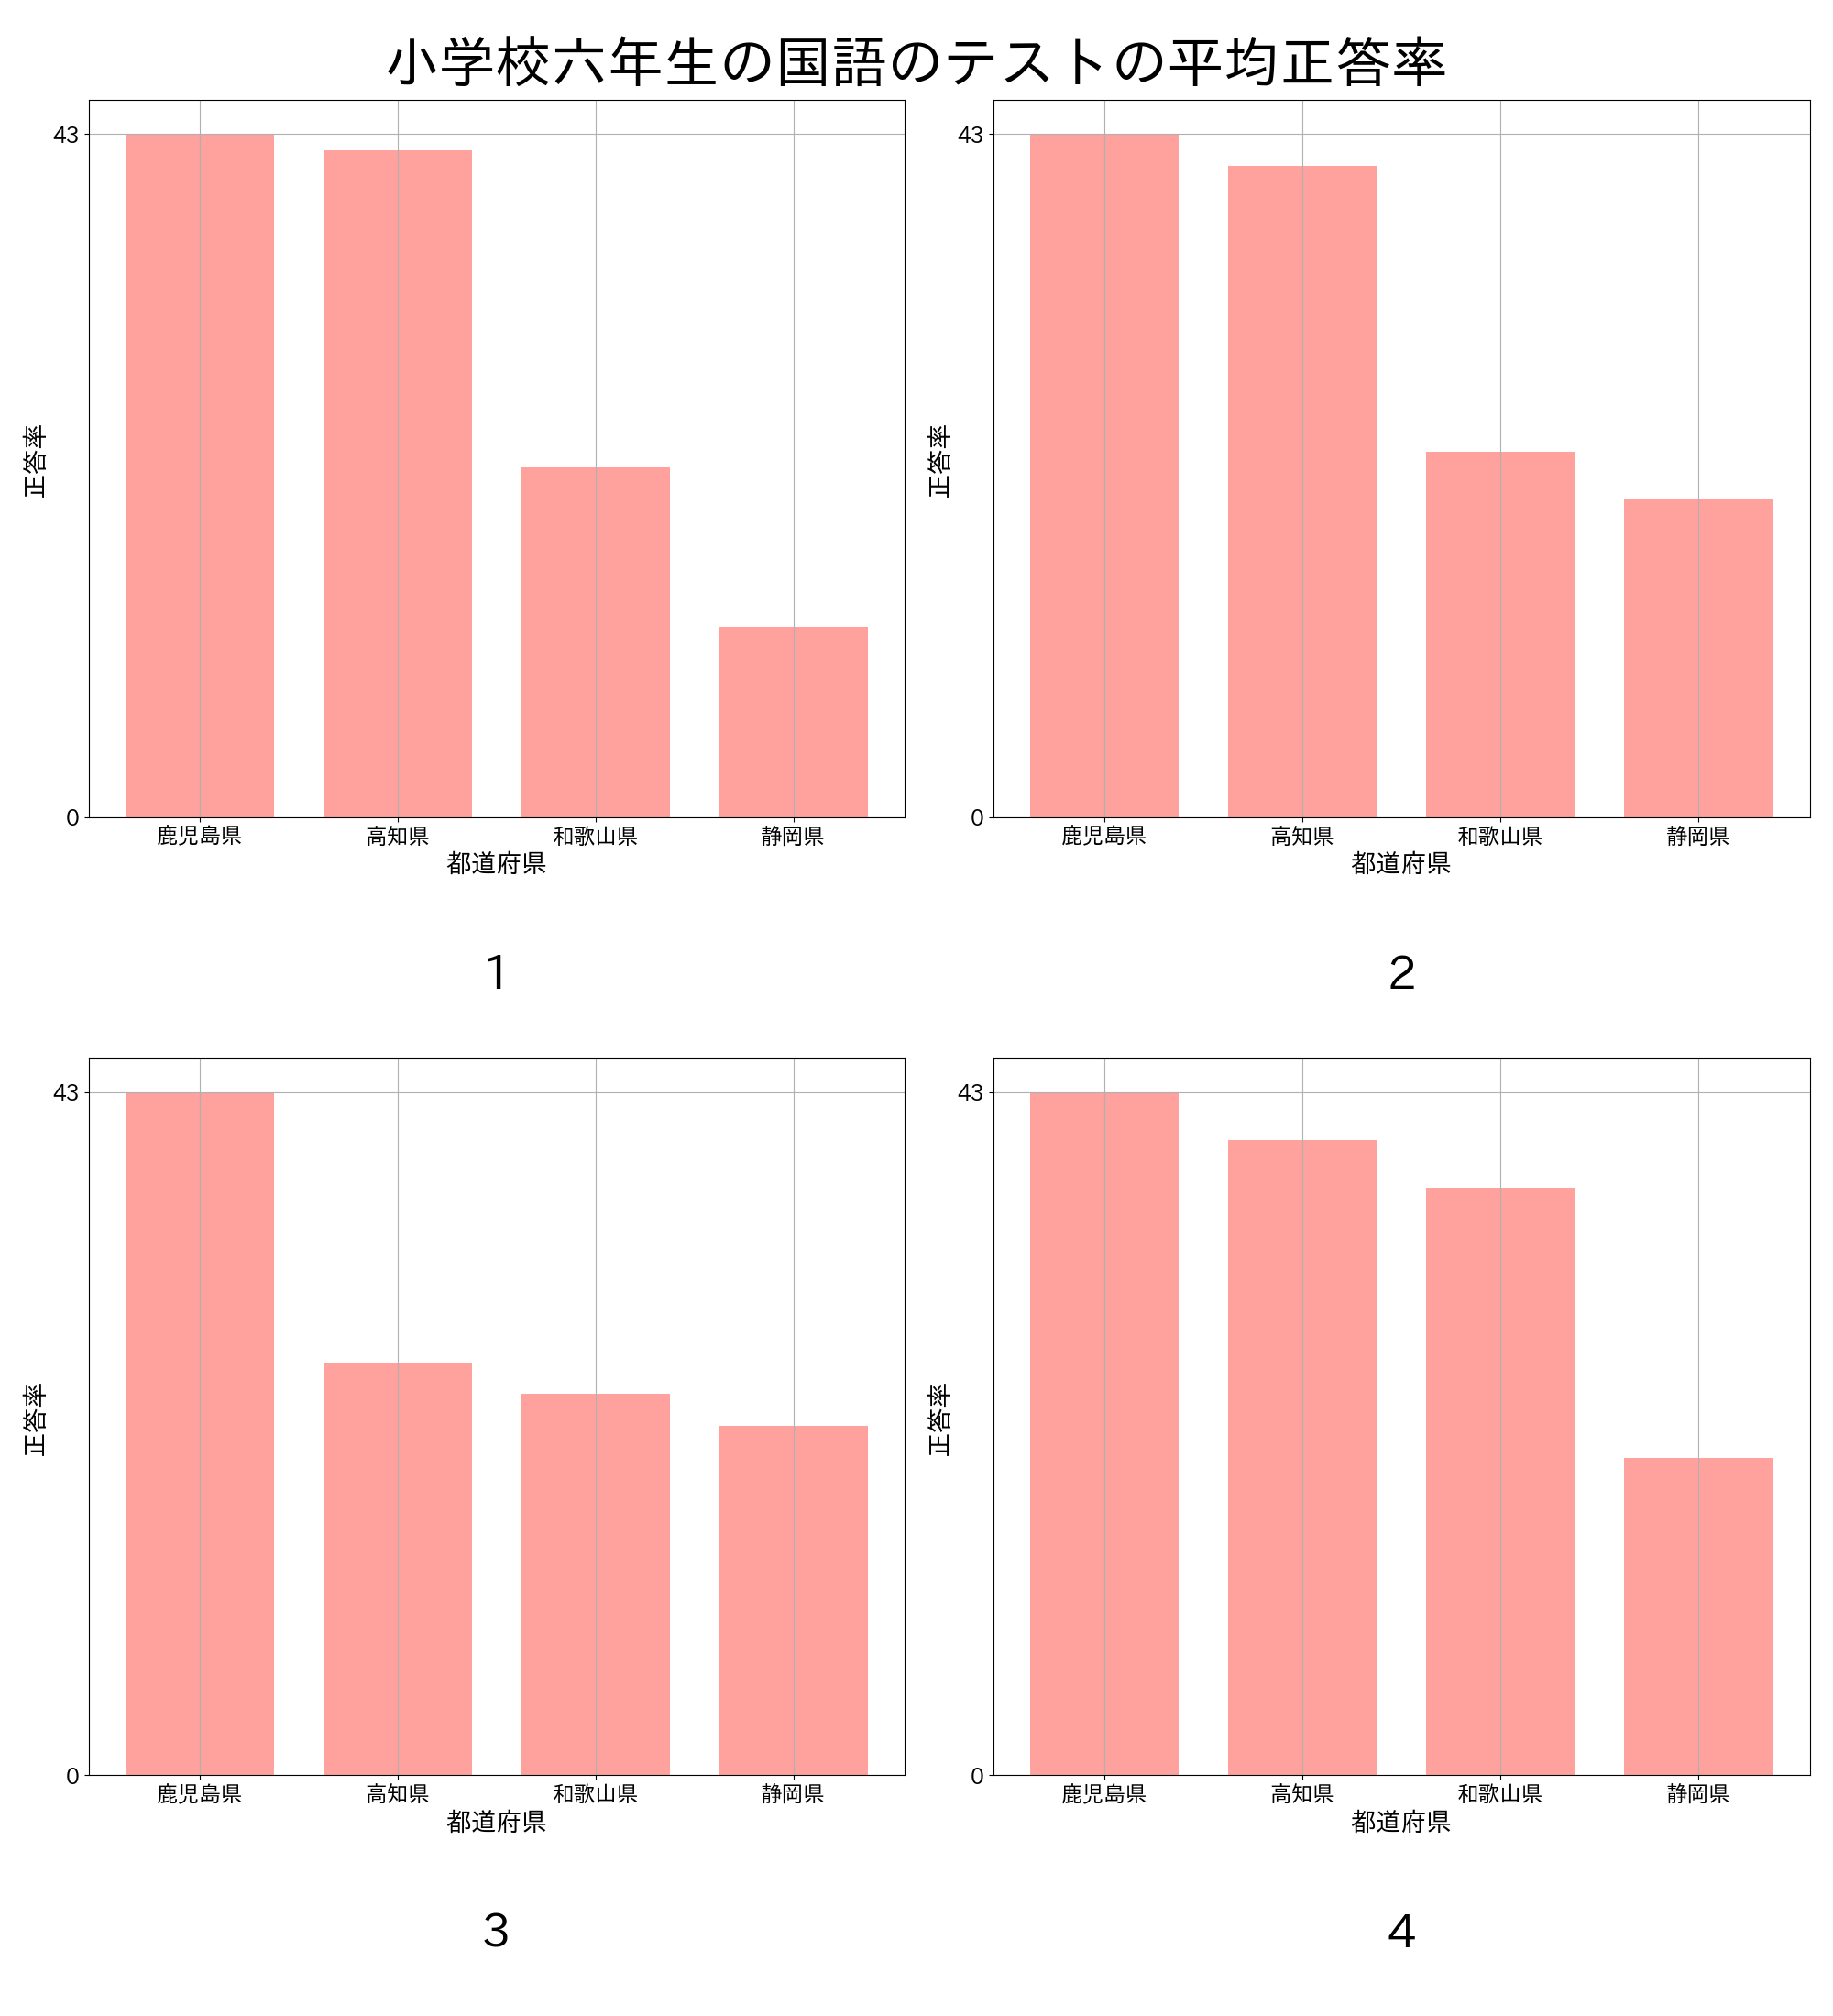 小学校六年生の国語のテストの平均正答率
43
0
正答率
鹿児島県 高知県 和歌山県 静岡県
都道府県
1
43
0
正答率
鹿児島県 高知県 和歌山県 静岡県
都道府県
2
43
0
正答率
鹿児島県 高知県 和歌山県 静岡県
都道府県
3
43
0
正答率
鹿児島県 高知県 和歌山県 静岡県
都道府県
4